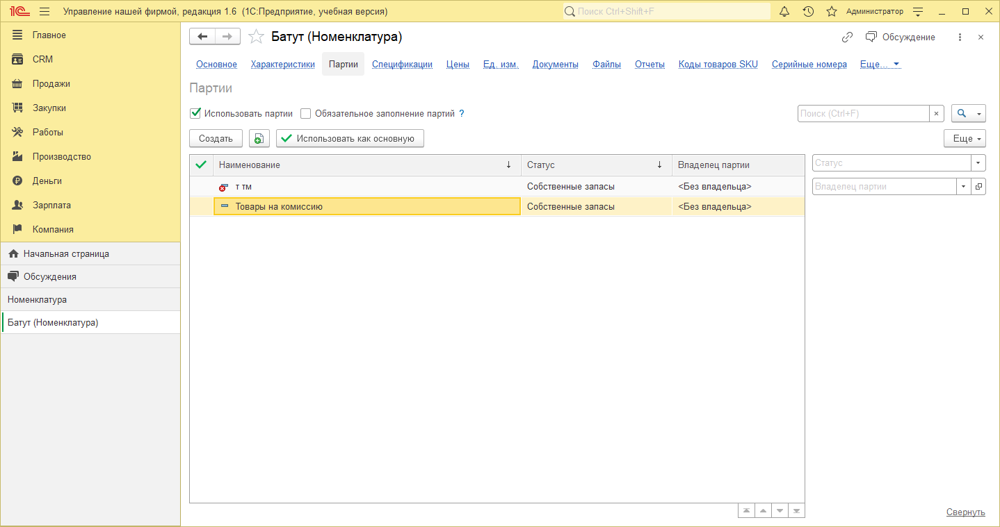 1С Управление нашей фирмой, редакция 1.6 (1С:Предприятие, учебная версия) Поиск Ctrl+Shift+F Администратор
Главное
CRM
Продажи
Закупки
Работы
Производство
Деньги
Зарплата
Компания
Начальная страница
Обсуждения
Номенклатура
Батут (Номенклатура)
Батут (Номенклатура) Обсуждение
Основное Характеристики Партии Спецификации Цены Ед. изм. Документы Файлы Отчеты Коды товаров SKU Серийные номера Еще...
Партии
Использовать партии Обязательное заполнение партий ? Поиск (Ctrl+F) ×
Создать Использовать как основную Еще
Наименование ↓ Статус ↓ Владелец партии
т тм Собственные запасы <Без владельца>
Товары на комиссию Собственные запасы <Без владельца>
Статус
Владелец партии
Свернуть